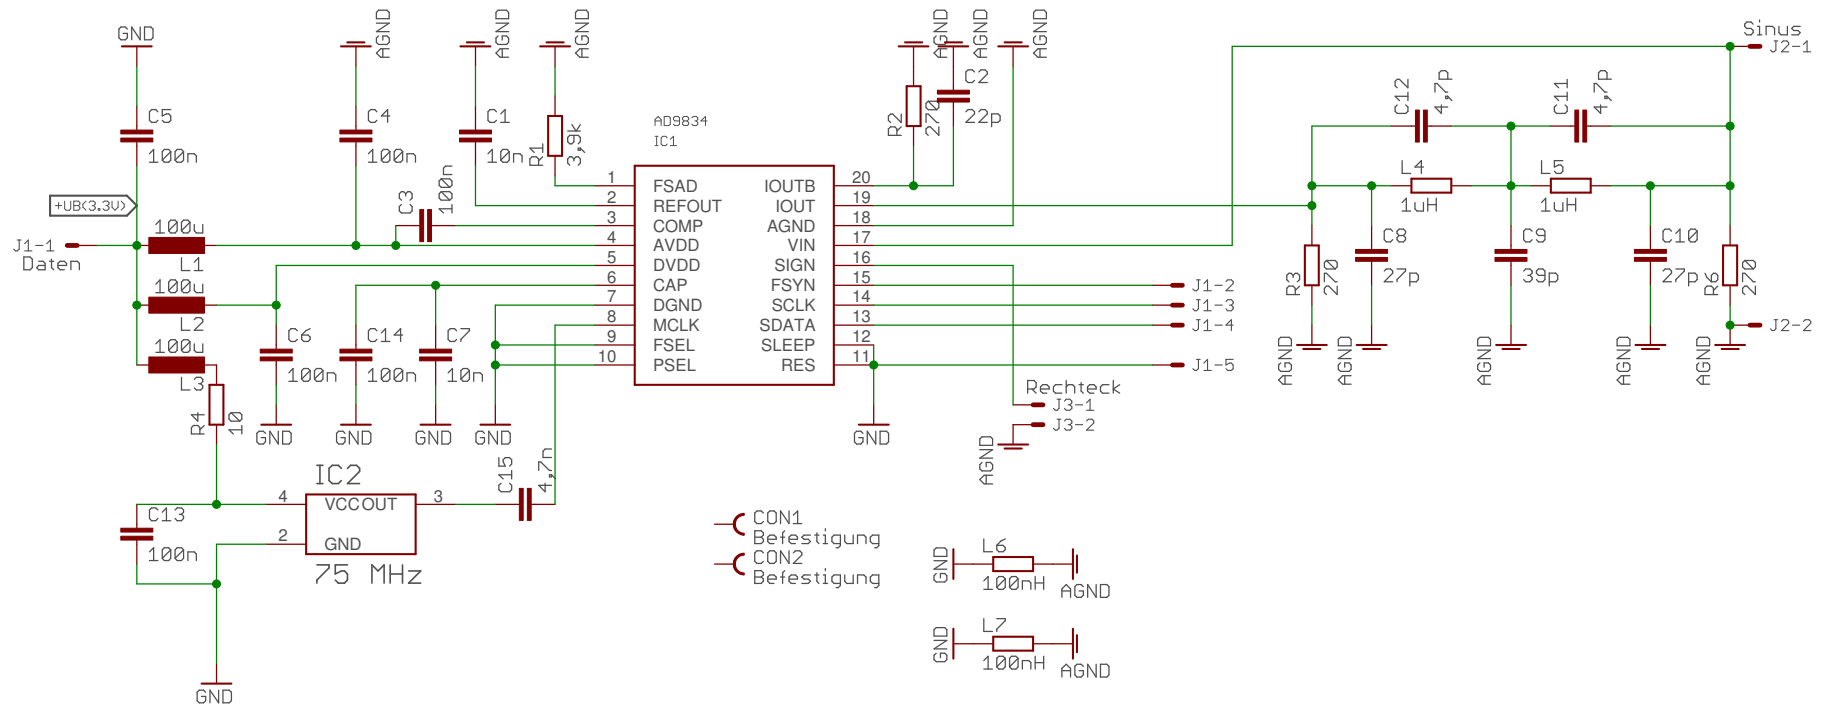 GND
AGND
AGND
AGND
AGND
AGND
AGND
Sinus
J2-1
C5
100n
C4
100n
C1
10n
R1
3,9k
AD9834
IC1
R2
270
C2
22p
C12
4,7p
C11
4,7p
+UB(3.3V)
J1-1
Daten
100u
L1
100u
L2
100u
L3
C3
100n
1 FSAD
2 REFOUT
3 COMP
4 AVDD
5 DVDD
6 CAP
7 DGND
8 MCLK
9 FSEL
10 PSEL
IOUTB 20
IOUT 19
AGND 18
VIN 17
SIGN 16
FSYN 15
SCLK 14
SDATA 13
SLEEP 12
RES 11
L4
1uH
L5
1uH
R3
270
C8
27p
C9
39p
C10
27p
R6
270
J1-2
J1-3
J1-4
J1-5
J2-2
AGND
AGND
AGND
AGND
AGND
R4
10
C6
100n
C14
100n
C7
10n
GND
GND
GND
GND
GND
Rechteck
J3-1
J3-2
AGND
IC2
4 VCC OUT 3
2 GND
75 MHz
C15
4,7n
C13
100n
GND
CON1
Befestigung
CON2
Befestigung
GND
L6
100nH
AGND
GND
L7
100nH
AGND